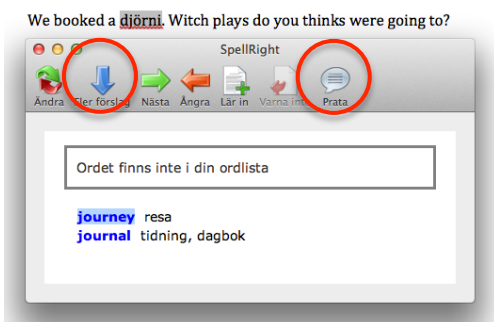 We booked a djörni. Witch plays do you thinks were going to?
SpellRight
Ändra Fler förslag Nästa Ångra Lär in Varna inte Prata
Ordet finns inte i din ordlista
journey resa
journal tidning, dagbok